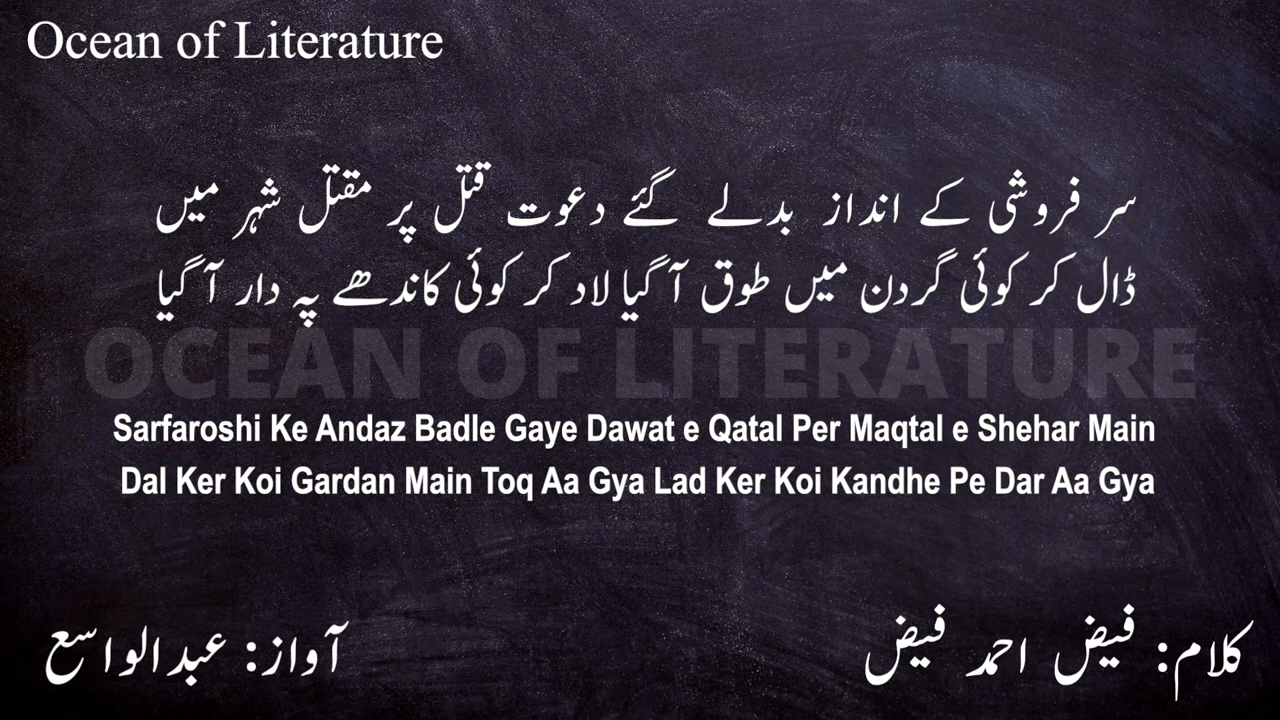 Ocean of Literature
سر فروشی کے انداز بدلے گئے دعوت قتل پر مقتل شہر میں
ڈال کر کوئی گردن میں طوق آ گیا لاد کر کوئی کاندھے پہ دار آ گیا
OCEAN OF LITERATURE
Sarfaroshi Ke Andaz Badle Gaye Dawat e Qatal Per Maqtal e Shehar Main
Dal Ker Koi Gardan Main Toq Aa Gya Lad Ker Koi Kandhe Pe Dar Aa Gya
کلام: فیض احمد فیض
آواز: عبدالواسع